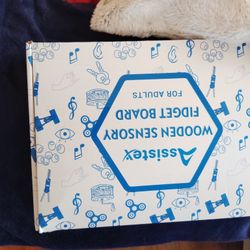 Assistex
WOODEN SENSORY
FIDGET BOARD
FOR ADULTS